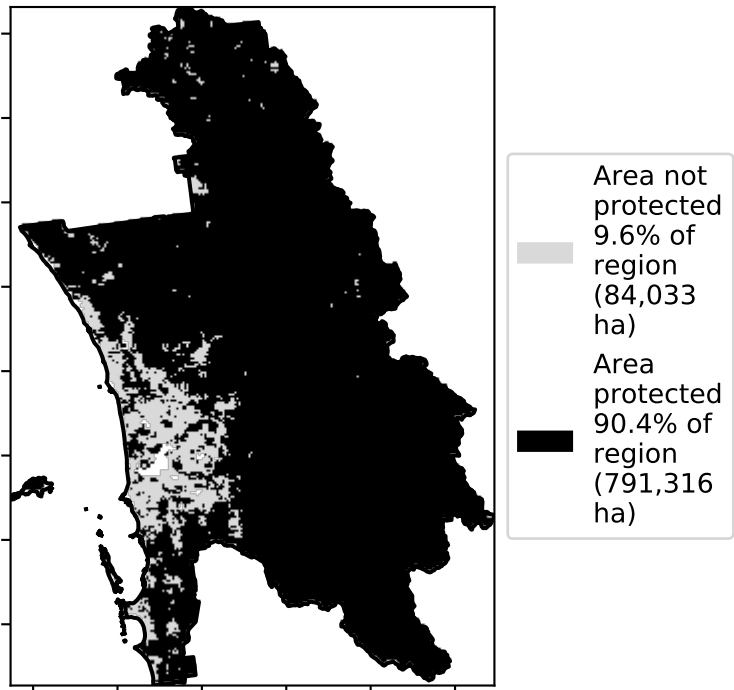 Area not
protected
9.6% of
region
(84,033
ha)
Area
protected
90.4% of
region
(791,316
ha)